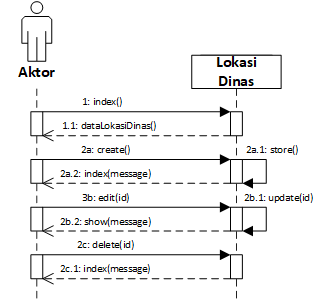 Aktor
Lokasi
Dinas
1: index()
1.1: dataLokasiDinas()
2a: create()
2a.1: store()
2a.2: index(message)
3b: edit(id)
2b.1: update(id)
2b.2: show(message)
2c: delete(id)
2c.1: index(message)